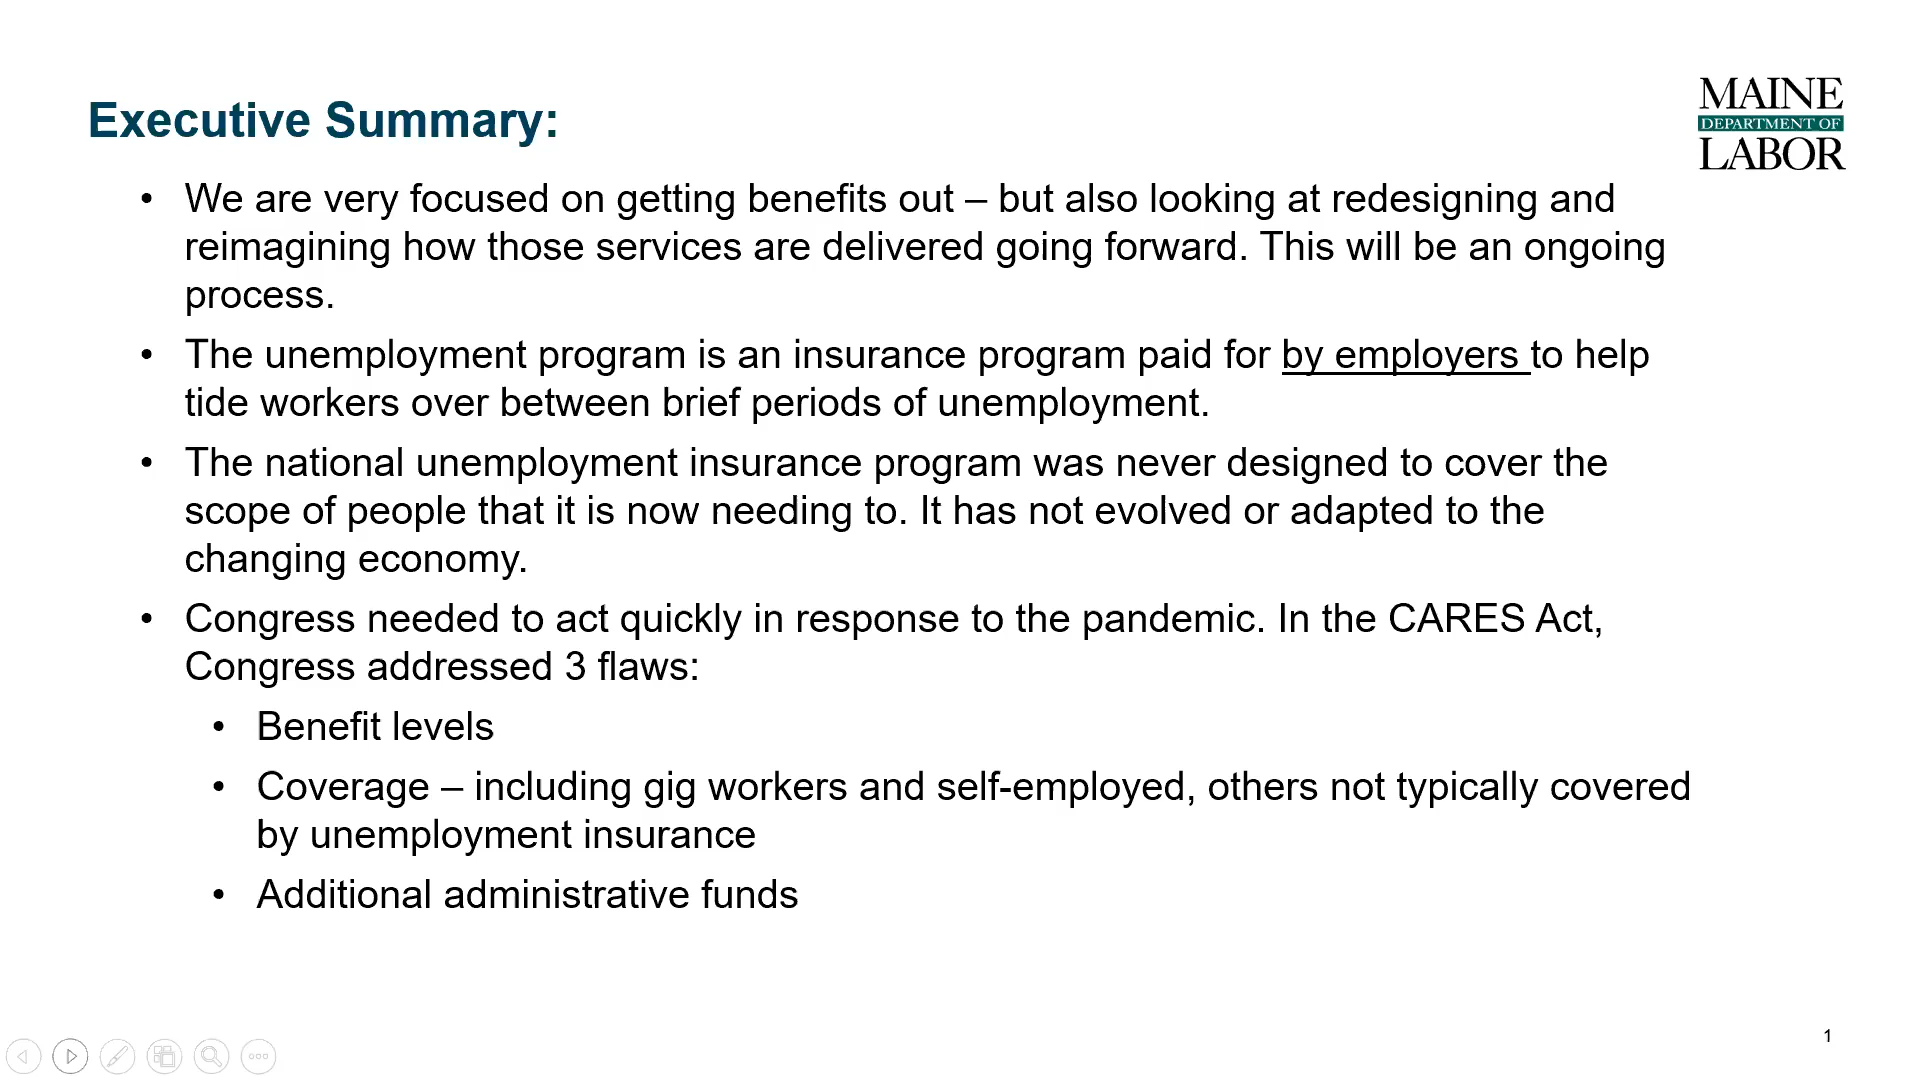 Executive Summary:
MAINE
DEPARTMENT OF
LABOR
• We are very focused on getting benefits out – but also looking at redesigning and
reimagining how those services are delivered going forward. This will be an ongoing
process.
• The unemployment program is an insurance program paid for by employers to help
tide workers over between brief periods of unemployment.
• The national unemployment insurance program was never designed to cover the
scope of people that it is now needing to. It has not evolved or adapted to the
changing economy.
• Congress needed to act quickly in response to the pandemic. In the CARES Act,
Congress addressed 3 flaws:
• Benefit levels
• Coverage – including gig workers and self-employed, others not typically covered
by unemployment insurance
• Additional administrative funds
1